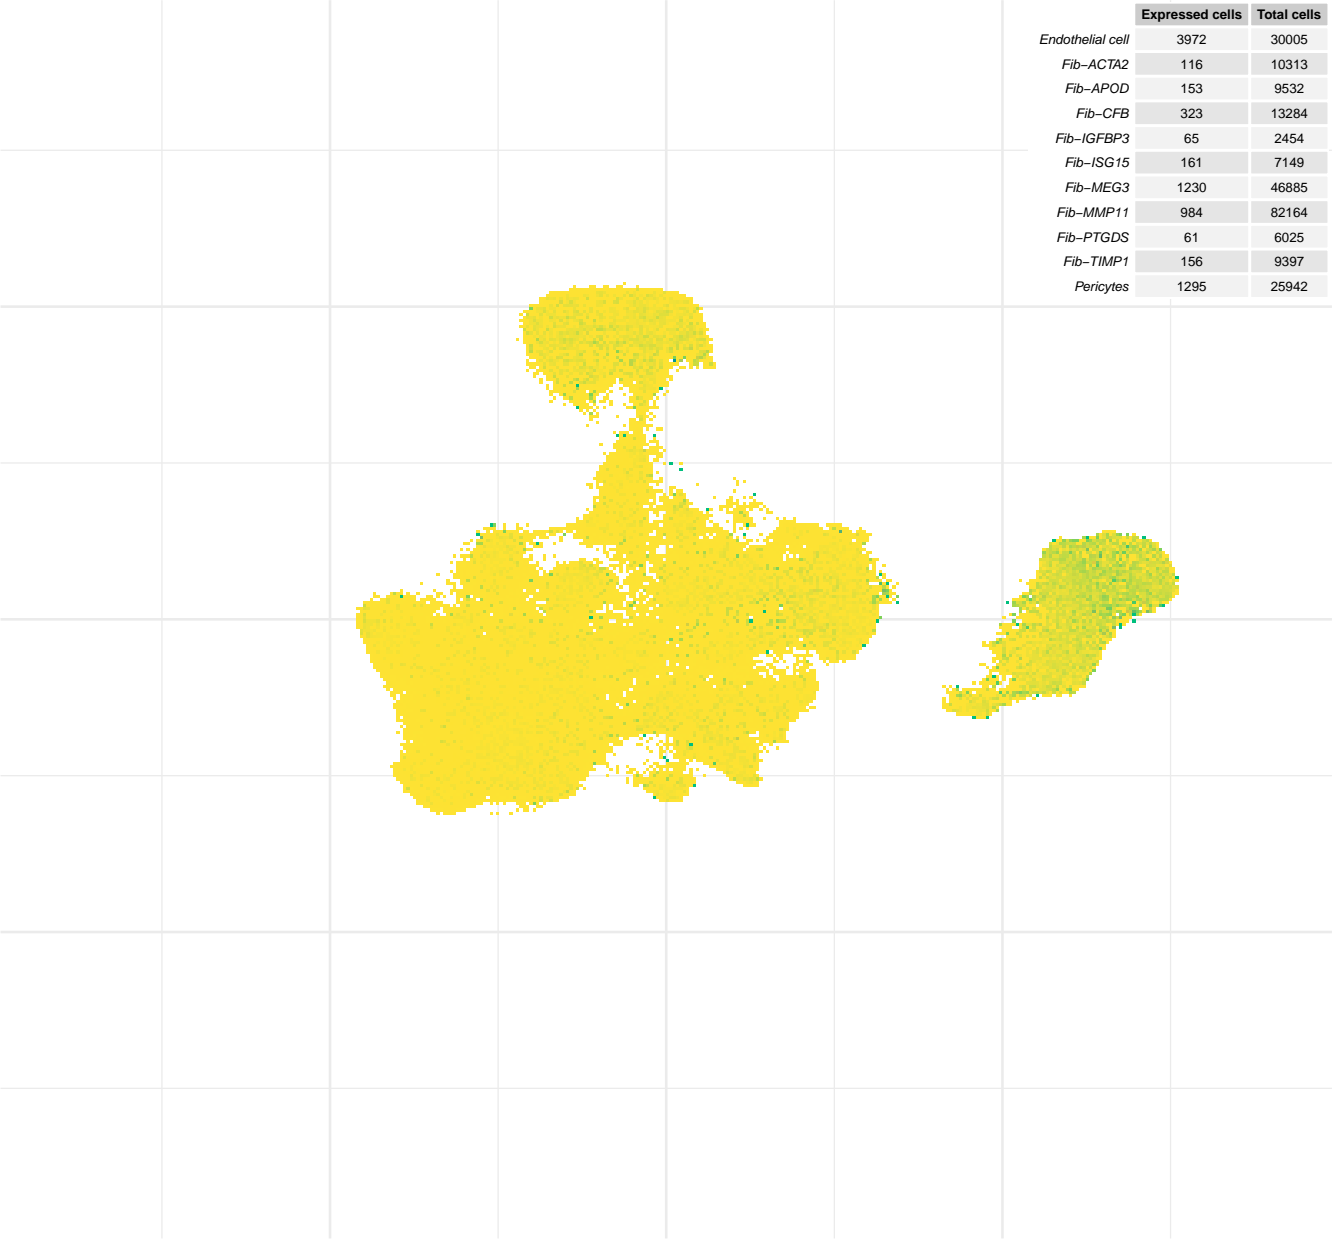 Expressed cells Total cells
Endothelial cell 3972 30005
Fib−ACTA2 116 10313
Fib−APOD 153 9532
Fib−CFB 323 13284
Fib−IGFBP3 65 2454
Fib−ISG15 161 7149
Fib−MEG3 1230 46885
Fib−MMP11 984 82164
Fib−PTGDS 61 6025
Fib−TIMP1 156 9397
Pericytes 1295 25942